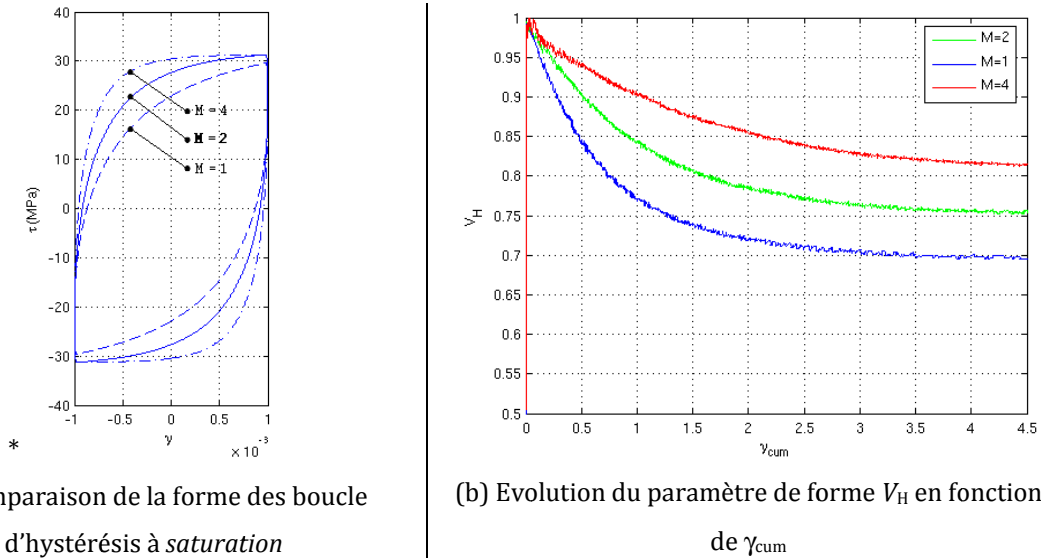 40
30
20
10
0
-10
-20
-30
-40
τ (MPa)
M = 4
M = 2
M = 1
-1
-0.5
0
0.5
1
γ
× 10⁻³
*
mparaison de la forme des boucle
d’hystérésis à saturation
1
0.95
0.9
0.85
0.8
0.75
0.7
0.65
0.6
0.55
0.5
V_H
M=2
M=1
M=4
0
0.5
1
1.5
2
2.5
3
3.5
4
4.5
γ_cum
(b) Evolution du paramètre de forme V_H en fonction
de γ_cum